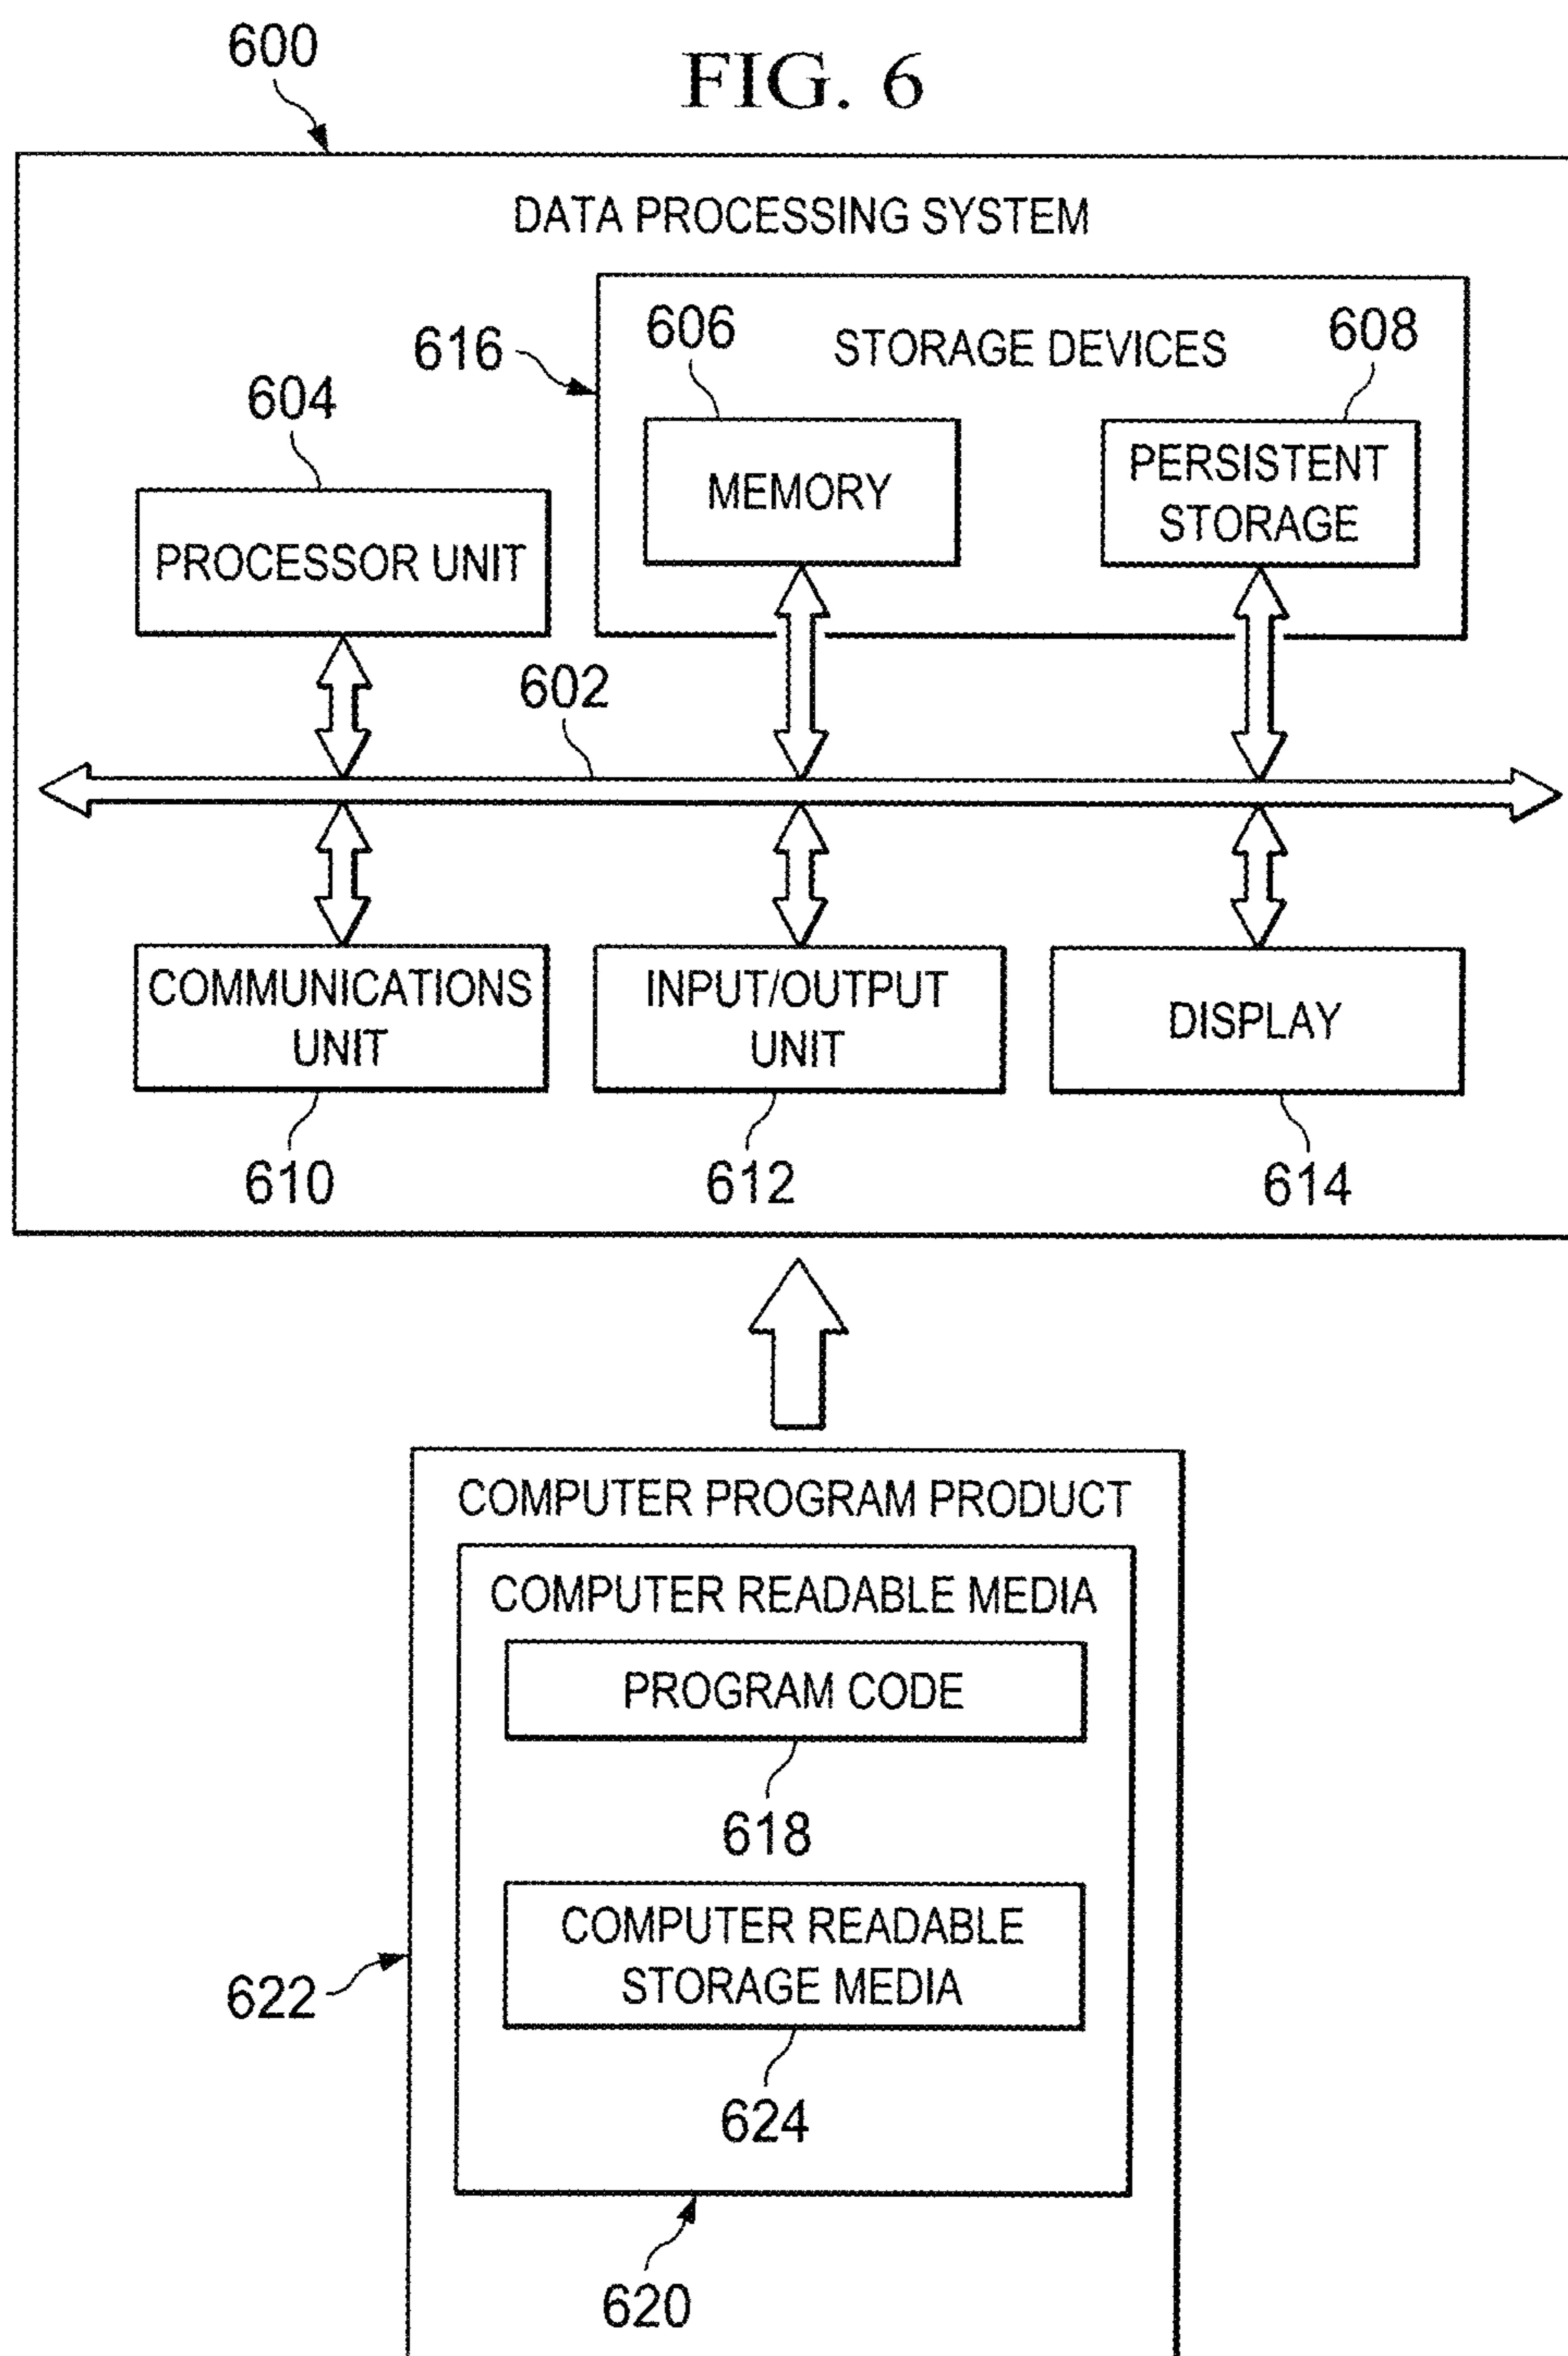 600
FIG. 6
DATA PROCESSING SYSTEM
616
606
STORAGE DEVICES
608
604
MEMORY
PERSISTENT
STORAGE
PROCESSOR UNIT
602
COMMUNICATIONS
UNIT
INPUT/OUTPUT
UNIT
DISPLAY
610
612
614
COMPUTER PROGRAM PRODUCT
COMPUTER READABLE MEDIA
PROGRAM CODE
618
COMPUTER READABLE
STORAGE MEDIA
622
624
620